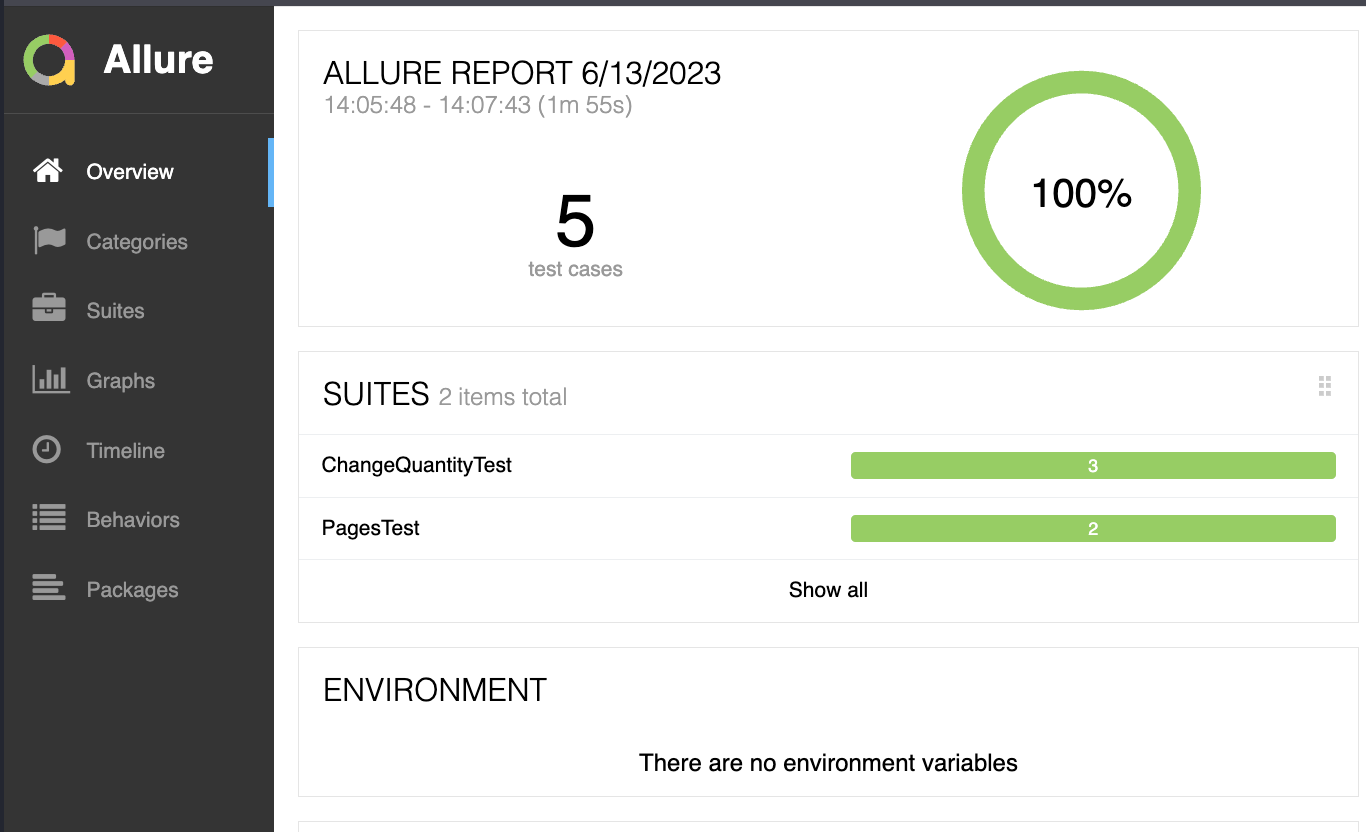 Allure
Overview
Categories
Suites
Graphs
Timeline
Behaviors
Packages
ALLURE REPORT 6/13/2023
14:05:48 - 14:07:43 (1m 55s)
5
test cases
100%
SUITES 2 items total
ChangeQuantityTest 3
PagesTest 2
Show all
ENVIRONMENT
There are no environment variables